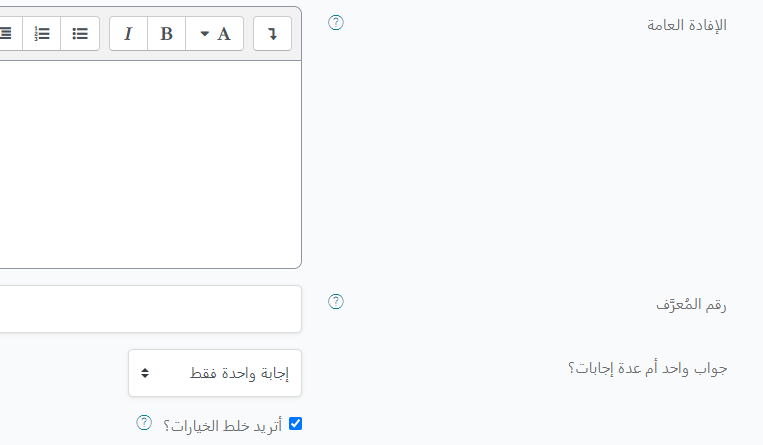 الإفادة العامة
A B I
رقم المُعرَّف
جواب واحد أم عدة إجابات؟
إجابة واحدة فقط
أتريد خلط الخيارات؟